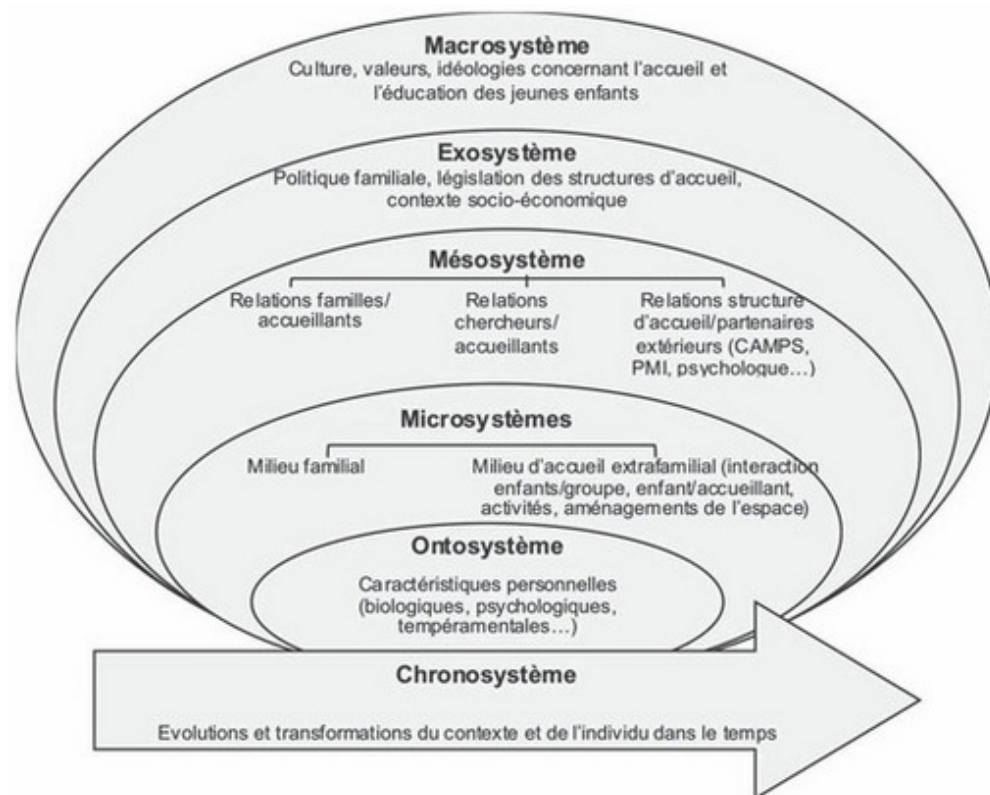 Macrosystème
Culture, valeurs, idéologies concernant l'accueil et
l'éducation des jeunes enfants
Exosystème
Politique familiale, législation des structures d'accueil,
contexte socio-économique
Mésosystème
Relations familles/
accueillants
Relations
chercheurs/
accueillants
Relations structure
d'accueil/partenaires
extérieurs (CAMPS,
PMI, psychologue…)
Microsystèmes
Milieu familial
Milieu d'accueil extrafamilial (interaction
enfants/groupe, enfant/accueillant,
activités, aménagements de l'espace)
Ontosystème
Caractéristiques personnelles
(biologiques, psychologiques,
tempéramentales…)
Chronosystème
Evolutions et transformations du contexte et de l'individu dans le temps